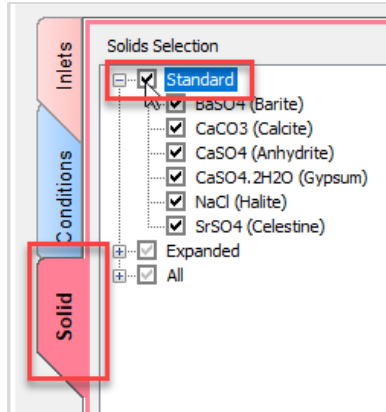 Inlets
Conditions
Solid
Solids Selection
Standard
BaSO4 (Barite)
CaCO3 (Calcite)
CaSO4 (Anhydrite)
CaSO4.2H2O (Gypsum)
NaCl (Halite)
SrSO4 (Celestine)
Expanded
All